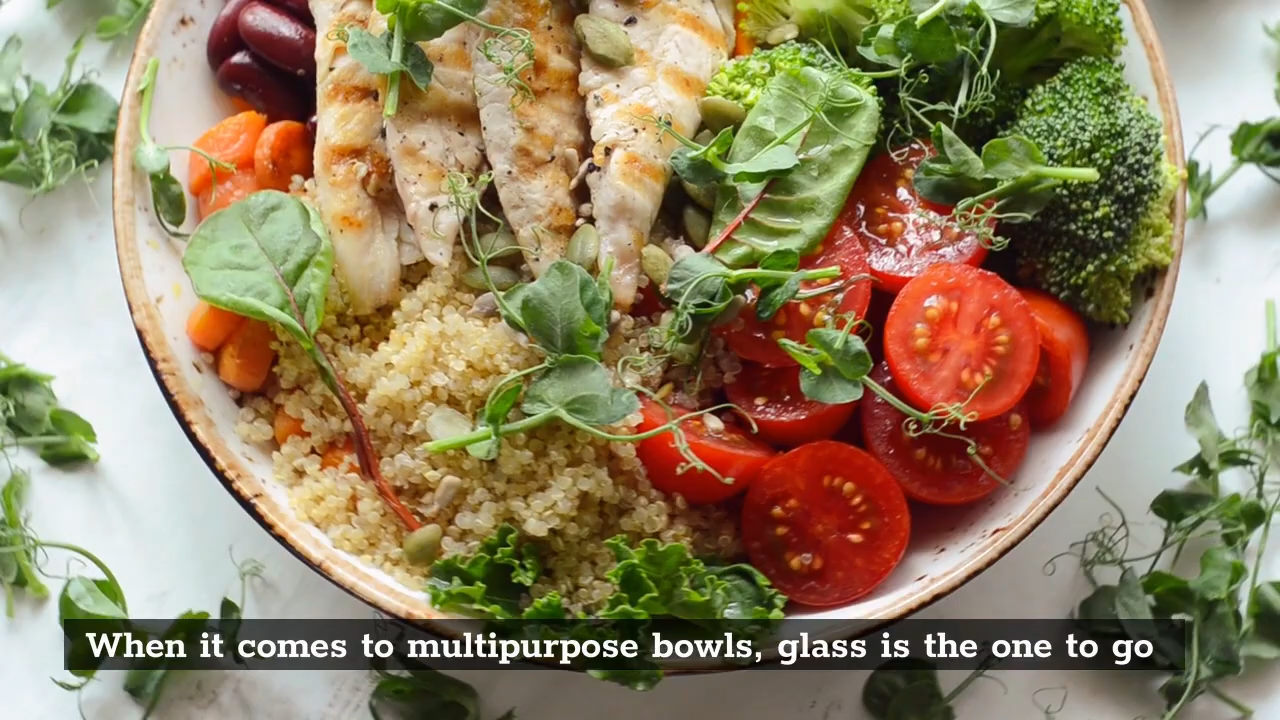 When it comes to multipurpose bowls, glass is the one to go